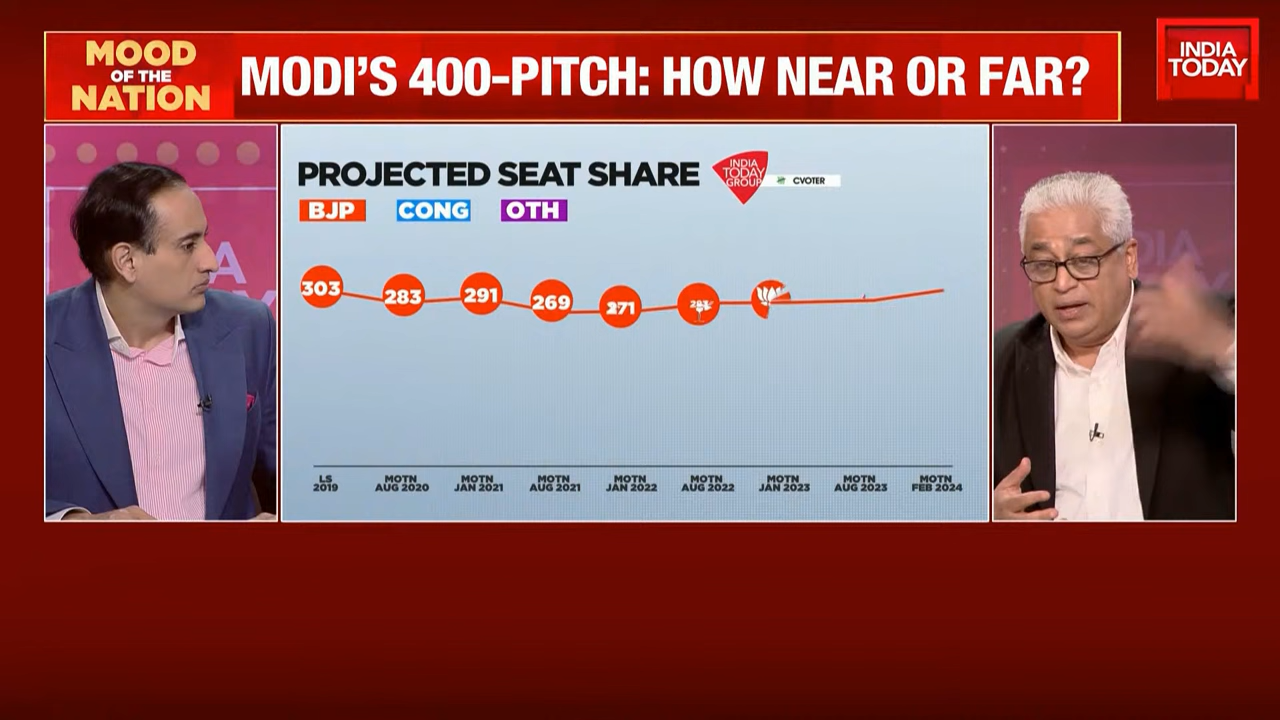 MOOD
OF THE
NATION
MODI'S 400-PITCH: HOW NEAR OR FAR?
INDIA
TODAY
PROJECTED SEAT SHARE
INDIA
TODAY
GROUP
CVOTER
BJP CONG OTH
303 283 291 269 271
LS
2019
MOTN
AUG 2020
MOTN
JAN 2021
MOTN
AUG 2021
MOTN
JAN 2022
MOTN
AUG 2022
MOTN
JAN 2023
MOTN
AUG 2023
MOTN
FEB 2024